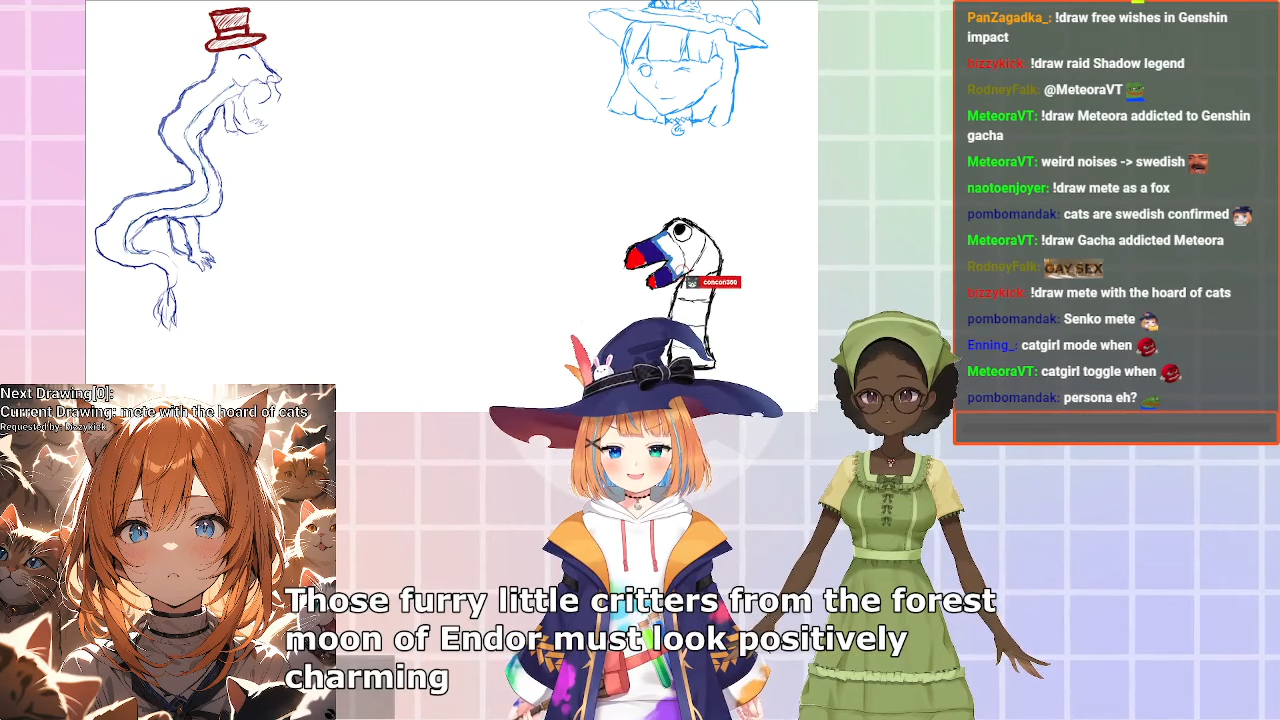 PanZagadka_: !draw free wishes in Genshin
impact
bizzykick: !draw raid Shadow legend
RodneyFalk: @MeteoraVT
MeteoraVT: !draw Meteora addicted to Genshin
gacha
MeteoraVT: weird noises -> swedish
naotoenjoyer: !draw mete as a fox
pombomandak: cats are swedish confirmed
MeteoraVT: !draw Gacha addicted Meteora
RodneyFalk: GAY SEX
bizzykick: !draw mete with the hoard of cats
pombomandak: Senko mete
Enning_: catgirl mode when
MeteoraVT: catgirl toggle when
pombomandak: persona eh?
concon360
Next Drawing[0]:
Current Drawing: mete with the hoard of cats
Requested by: bizzykick
Those furry little critters from the forest
moon of Endor must look positively
charming